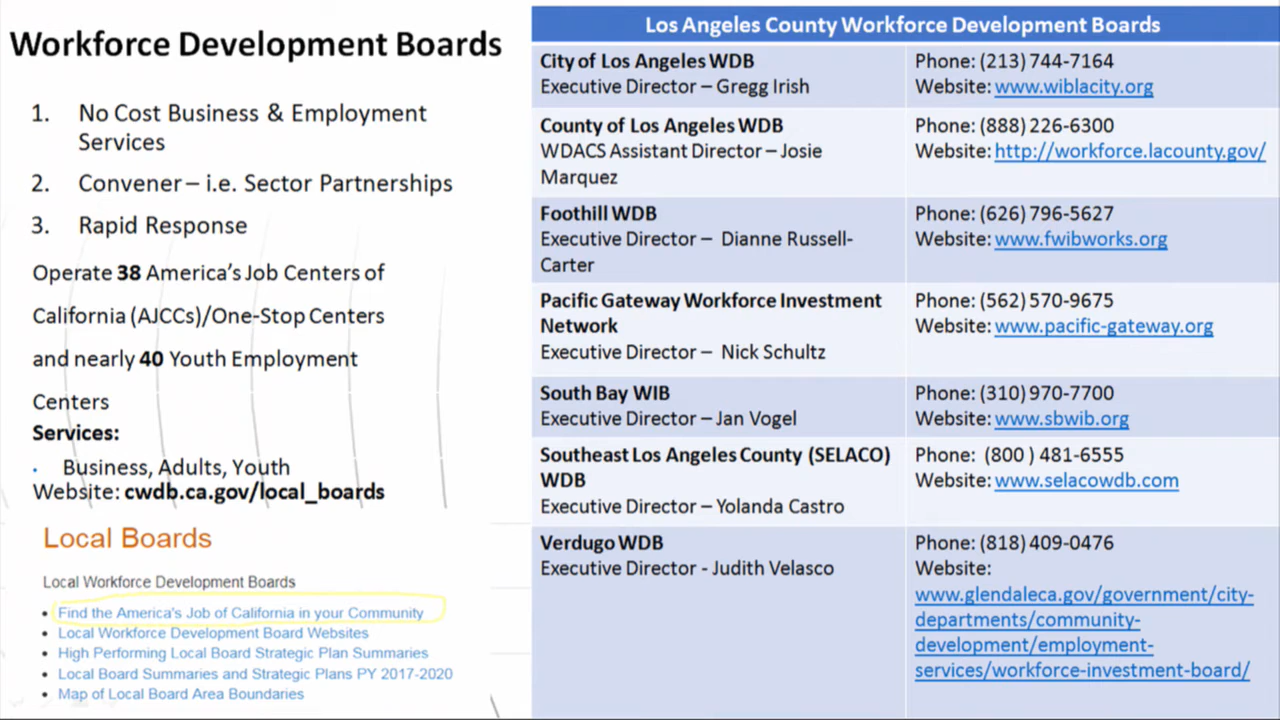 Workforce Development Boards
1. No Cost Business & Employment
Services
2. Convener – i.e. Sector Partnerships
3. Rapid Response
Operate 38 America's Job Centers of
California (AJCCs)/One-Stop Centers
and nearly 40 Youth Employment
Centers
Services:
• Business, Adults, Youth
Website: cwdb.ca.gov/local_boards
Local Boards
Local Workforce Development Boards
• Find the America's Job of California in your Community
• Local Workforce Development Board Websites
• High Performing Local Board Strategic Plan Summaries
• Local Board Summaries and Strategic Plans PY 2017-2020
• Map of Local Board Area Boundaries
Los Angeles County Workforce Development Boards
City of Los Angeles WDB
Executive Director – Gregg Irish
Phone: (213) 744-7164
Website: www.wiblacity.org
County of Los Angeles WDB
WDACS Assistant Director – Josie
Marquez
Phone: (888) 226-6300
Website: http://workforce.lacounty.gov/
Foothill WDB
Executive Director – Dianne Russell-
Carter
Phone: (626) 796-5627
Website: www.fwibworks.org
Pacific Gateway Workforce Investment
Network
Executive Director – Nick Schultz
Phone: (562) 570-9675
Website: www.pacific-gateway.org
South Bay WIB
Executive Director – Jan Vogel
Phone: (310) 970-7700
Website: www.sbwib.org
Southeast Los Angeles County (SELACO)
WDB
Executive Director – Yolanda Castro
Phone: (800 ) 481-6555
Website: www.selacowdb.com
Verdugo WDB
Executive Director - Judith Velasco
Phone: (818) 409-0476
Website:
www.glendaleca.gov/government/city-
departments/community-
development/employment-
services/workforce-investment-board/